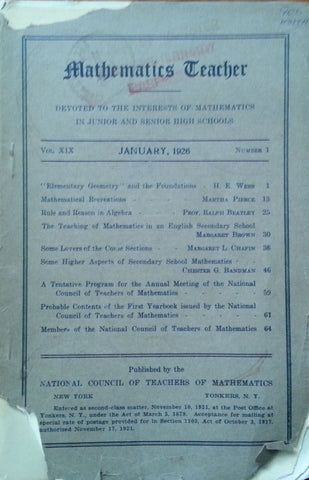 Mathematics Teacher
DEVOTED TO THE INTERESTS OF MATHEMATICS
IN JUNIOR AND SENIOR HIGH SCHOOLS
VOL. XIX JANUARY, 1926 NUMBER 1
"Elementary Geometry" and the Foundations - H. E. WEBB 1
Mathematical Recreations - - - MARTHA PIERCE 13
Rule and Reason in Algebra - - PROF. RALPH BEATLEY 25
The Teaching of Mathematics in an English Secondary School
MARGARET BROWN 30
Some Lovers of the Conic Sections - - MARGARET L. CHAPIN 36
Some Higher Aspects of Secondary School Mathematics - -
CHESTER G. BANDMAN 46
A Tentative Program for the Annual Meeting of the National
Council of Teachers of Mathematics - - - - - 59
Probable Contents of the First Yearbook issued by the National
Council of Teachers of Mathematics - - - - - 61
Members of the National Council of Teachers of Mathematics 64
Published by the
NATIONAL COUNCIL OF TEACHERS OF MATHEMATICS
NEW YORK YONKERS, N. Y.
Entered as second-class matter, November 10, 1921, at the Post Office at
Yonkers, N. Y., under the Act of March 3, 1879. Acceptance for mailing at
special rate of postage provided for in Section 1103, Act of October 3, 1917,
authorized November 17, 1921.